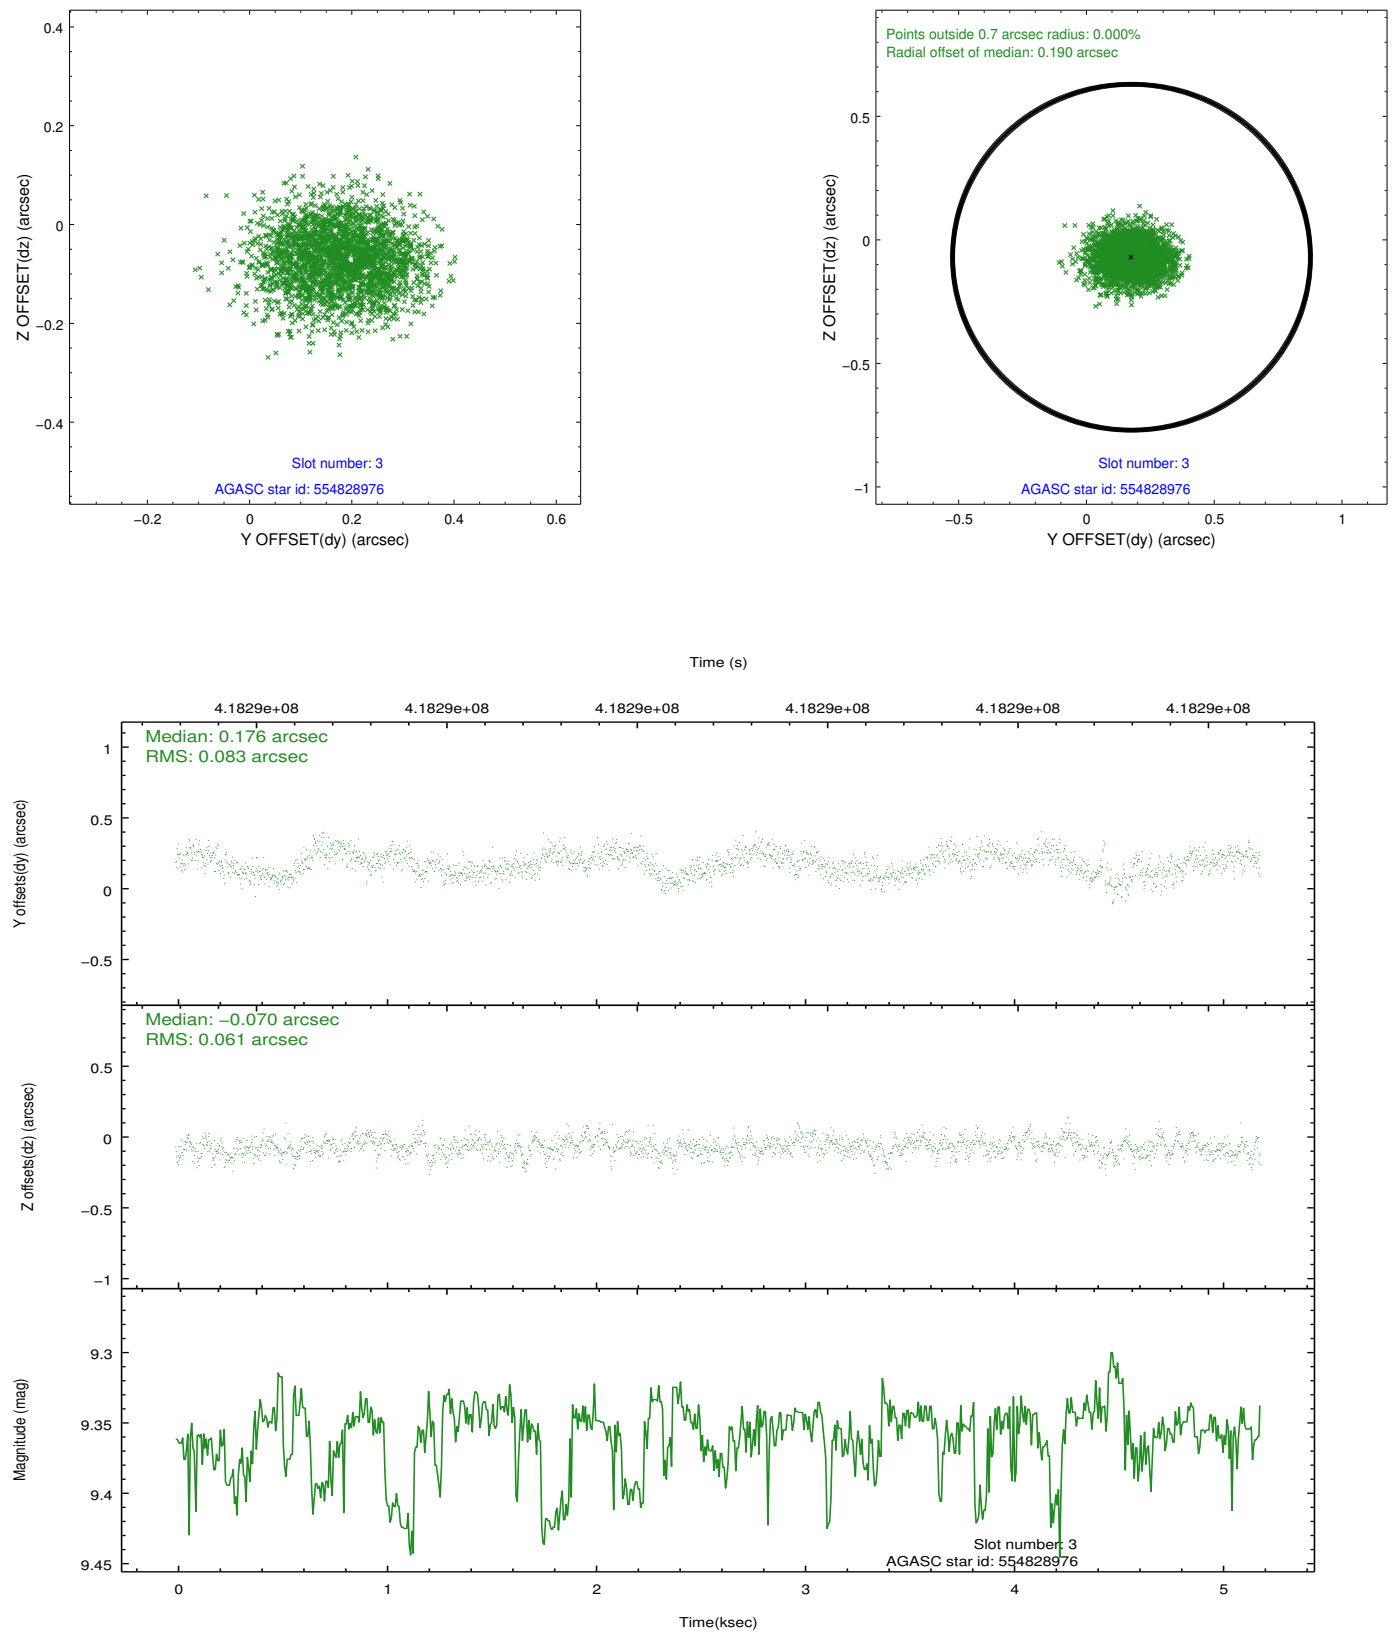 0.4
0.2
0
−0.2
−0.4
Z OFFSET(dz) (arcsec)
Slot number: 3
AGASC star id: 554828976
−0.2 0 0.2 0.4 0.6
Y OFFSET(dy) (arcsec)
Points outside 0.7 arcsec radius: 0.000%
Radial offset of median: 0.190 arcsec
0.5
0
−0.5
−1
Z OFFSET(dz) (arcsec)
Slot number: 3
AGASC star id: 554828976
−0.5 0 0.5 1
Y OFFSET(dy) (arcsec)
Time (s)
4.1829e+08 4.1829e+08 4.1829e+08 4.1829e+08 4.1829e+08 4.1829e+08
Median: 0.176 arcsec
RMS: 0.083 arcsec
1
0.5
0
−0.5
Y offsets(dy) (arcsec)
Median: −0.070 arcsec
RMS: 0.061 arcsec
0.5
0
−0.5
−1
Z offsets(dz) (arcsec)
9.3
9.35
9.4
9.45
Magnitude (mag)
Slot number: 3
AGASC star id: 554828976
0 1 2 3 4 5
Time(ksec)